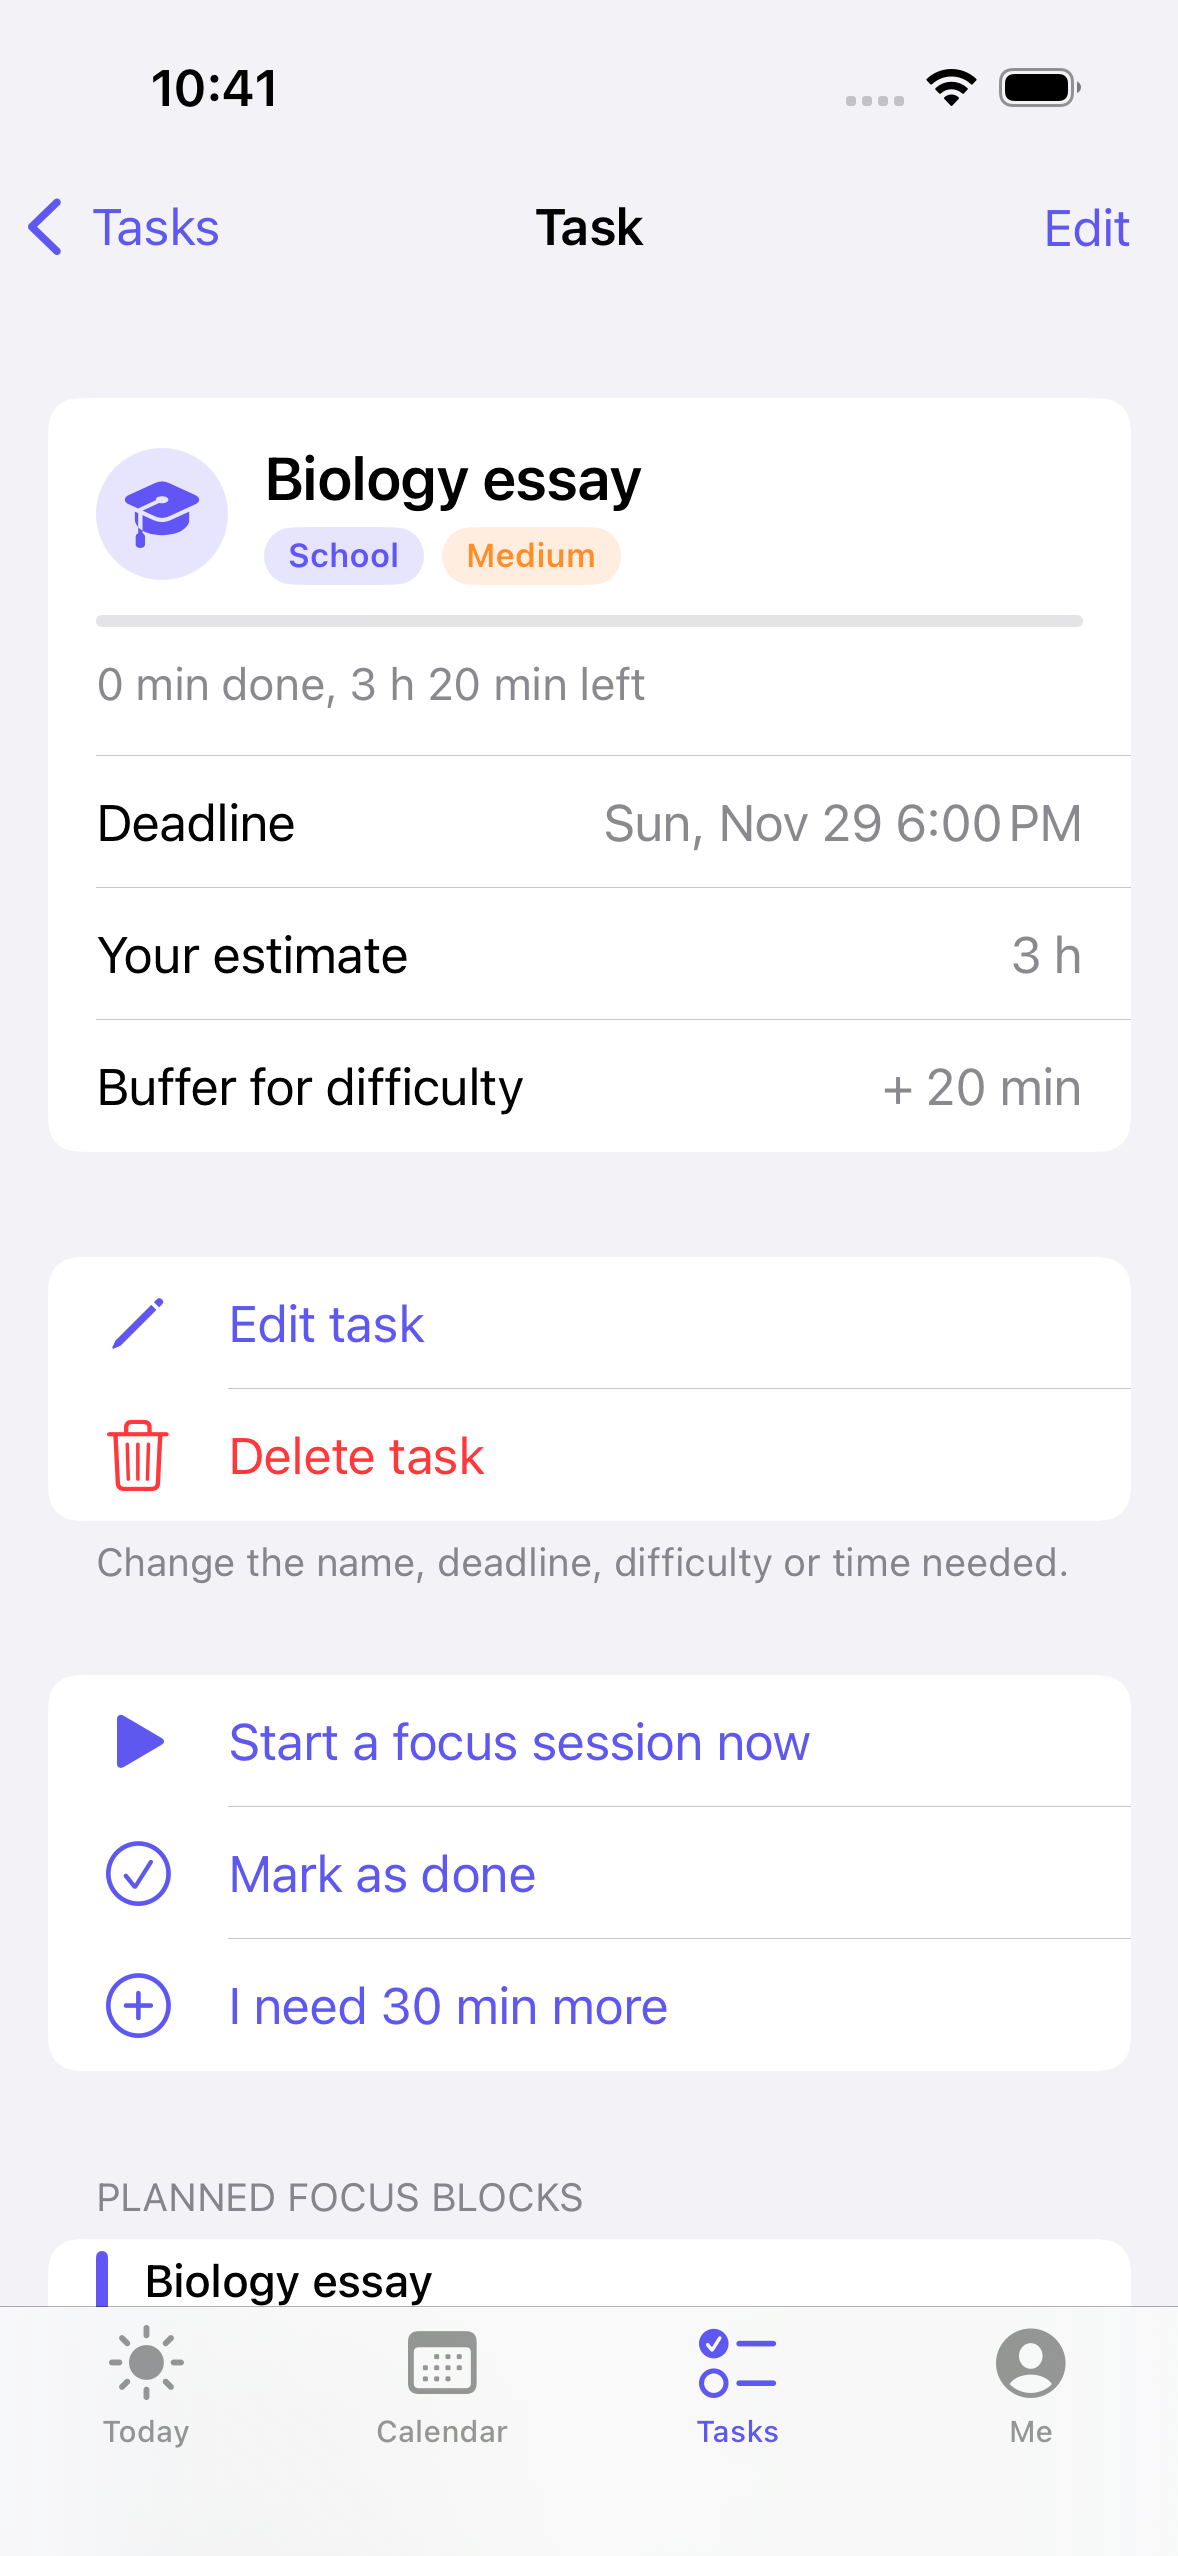 10:41
Tasks
Task
Edit
Biology essay
School
Medium
0 min done, 3 h 20 min left
Deadline
Sun, Nov 29 6:00 PM
Your estimate
3 h
Buffer for difficulty
+ 20 min
Edit task
Delete task
Change the name, deadline, difficulty or time needed.
Start a focus session now
Mark as done
I need 30 min more
PLANNED FOCUS BLOCKS
Biology essay
Today
Calendar
Tasks
Me